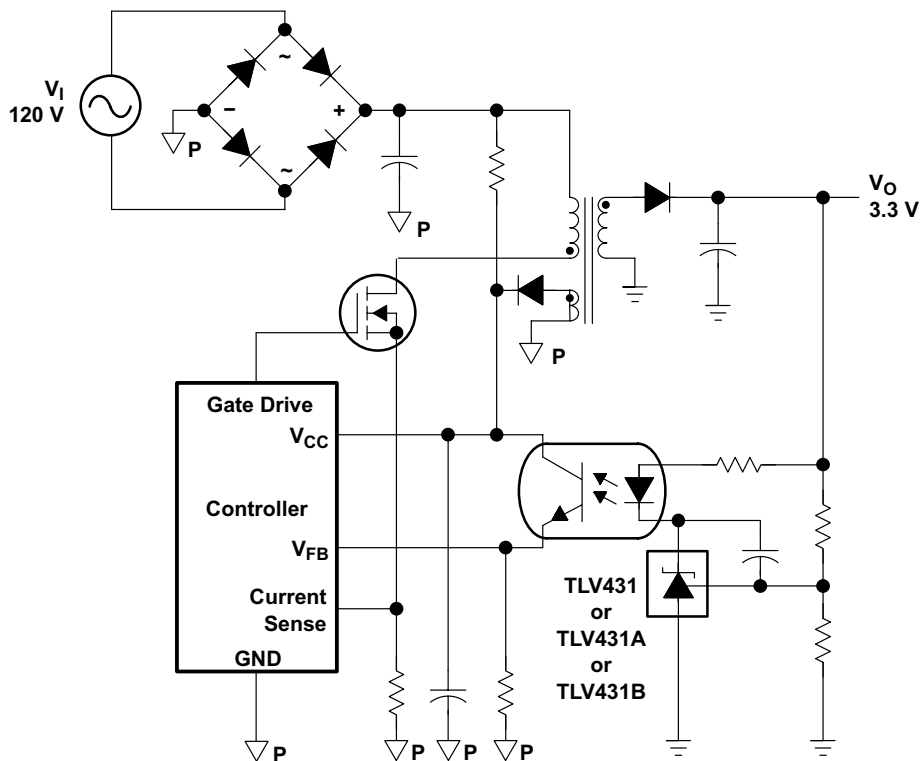 ~
V_I
120 V
−
+
P
~
P
V_O
3.3 V
P
Gate Drive
V_CC
Controller
V_FB
Current
Sense
GND
TLV431
or
TLV431A
or
TLV431B
P
P
P
P